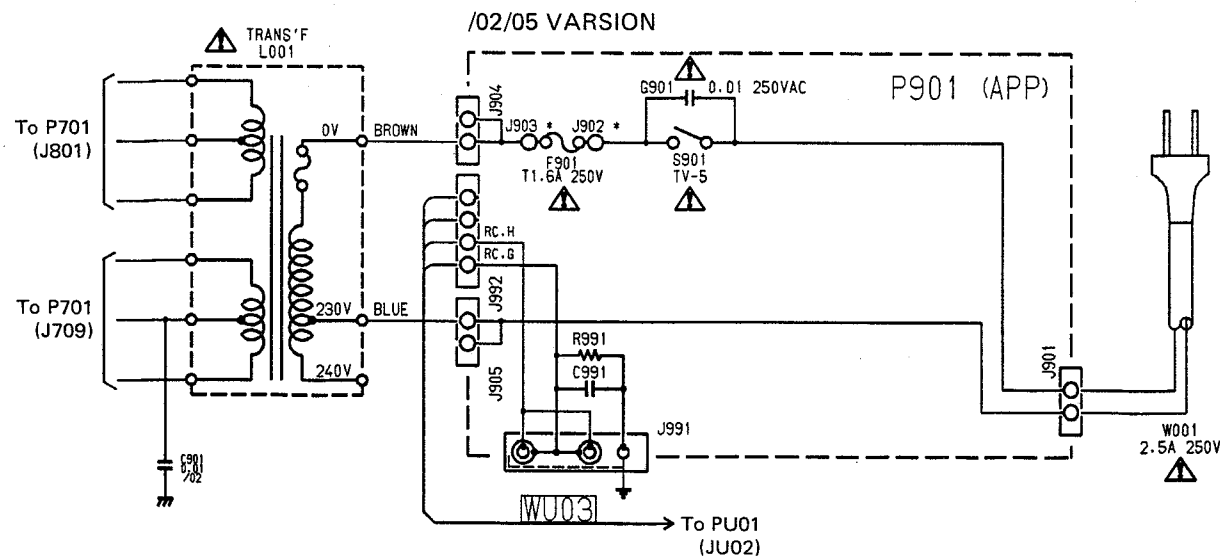 /02/05 VARSION
TRANS'F
L001
P901 (APP)
G901 0.01 250VAC
J904
To P701
(J801)
0V
BROWN
J903 * J902 *
F901
T1.6A 250V
S901
TV-5
RC.H
RC.G
J992
To P701
(J709)
230V
BLUE
240V
J905
R991
C991
J901
J991
W001
2.5A 250V
C901
0.01
/02
WU03
To PU01
(JU02)